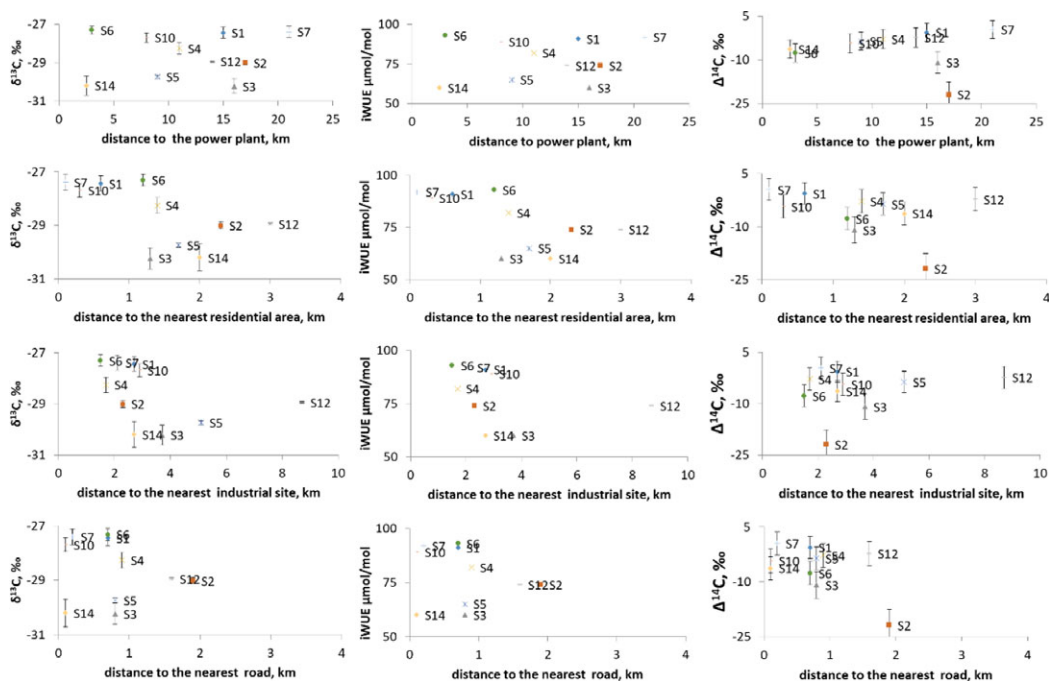 δ¹³C, ‰
-27
-29
-31
S6
S10
S4
S1
S7
S12
S2
S14
S5
S3
0 5 10 15 20 25
distance to the power plant, km
iWUE µmol/mol
100
75
50
S6
S10
S4
S1
S7
S12
S2
S14
S5
S3
0 5 10 15 20 25
distance to the power plant, km
Δ¹⁴C, ‰
5
-10
-25
S14
S6
S10
S5
S4
S12
S1
S7
S3
S2
0 5 10 15 20 25
distance to the power plant, km
δ¹³C, ‰
-27
-29
-31
S7
S10
S1
S6
S4
S2
S12
S5
S3
S14
0 1 2 3 4
distance to the nearest residential area, km
iWUE µmol/mol
100
75
50
S7
S10
S1
S6
S4
S2
S12
S5
S3
S14
0 1 2 3 4
distance to the nearest residential area, km
Δ¹⁴C, ‰
5
-10
-25
S7
S10
S1
S4
S5
S14
S12
S6
S3
S2
0 1 2 3 4
distance to the nearest residential area, km
δ¹³C, ‰
-27
-29
-31
S6
S7
S1
S10
S4
S2
S12
S5
S14
S3
0 2 4 6 8 10
distance to the nearest industrial site, km
iWUE µmol/mol
100
75
50
S6
S7
S1
S10
S4
S2
S12
S14
S3
0 2 4 6 8 10
distance to the nearest industrial site, km
Δ¹⁴C, ‰
5
-10
-25
S7
S1
S4
S10
S5
S12
S14
S6
S3
S2
0 2 4 6 8 10
distance to the nearest industrial site, km
δ¹³C, ‰
-27
-29
-31
S7
S10
S6
S1
S4
S12
S2
S5
S14
S3
0 1 2 3 4
distance to the nearest road, km
iWUE µmol/mol
100
75
50
S7
S10
S6
S1
S4
S12
S2
S5
S14
S3
0 1 2 3 4
distance to the nearest road, km
Δ¹⁴C, ‰
5
-10
-25
S7
S1
S4
S12
S10
S5
S14
S6
S3
S2
0 1 2 3 4
distance to the nearest road, km